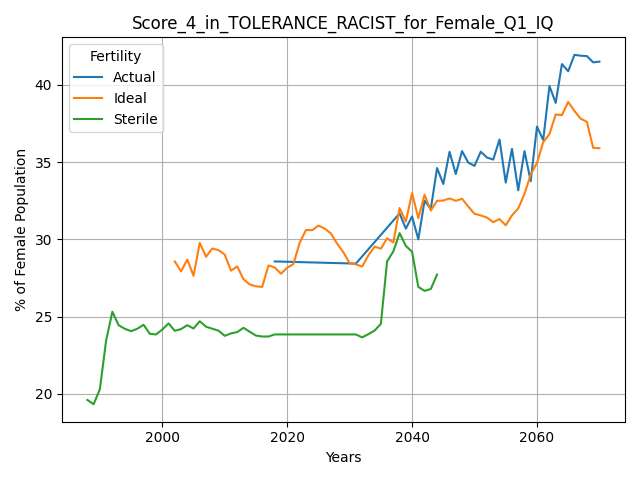 Score_4_in_TOLERANCE_RACIST_for_Female_Q1_IQ
Fertility
Actual
Ideal
Sterile
% of Female Population
40
35
30
25
20
2000 2020 2040 2060
Years